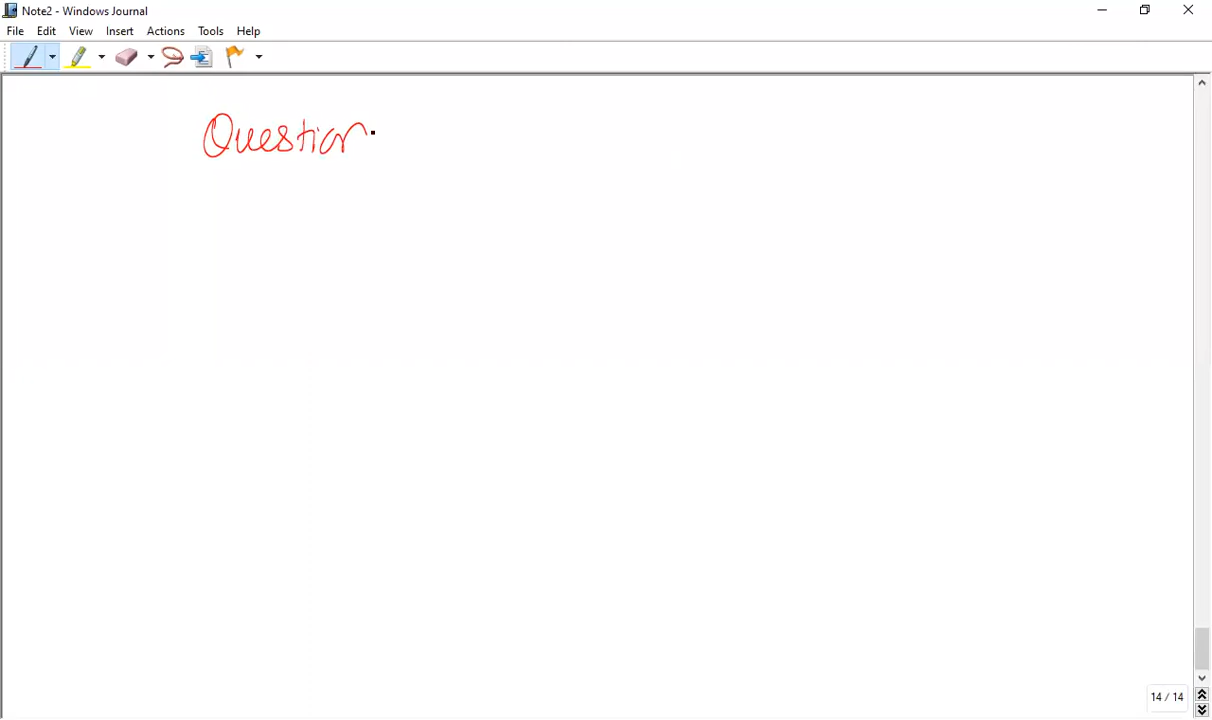 Note2 - Windows Journal
File Edit View Insert Actions Tools Help
Question
14 / 14